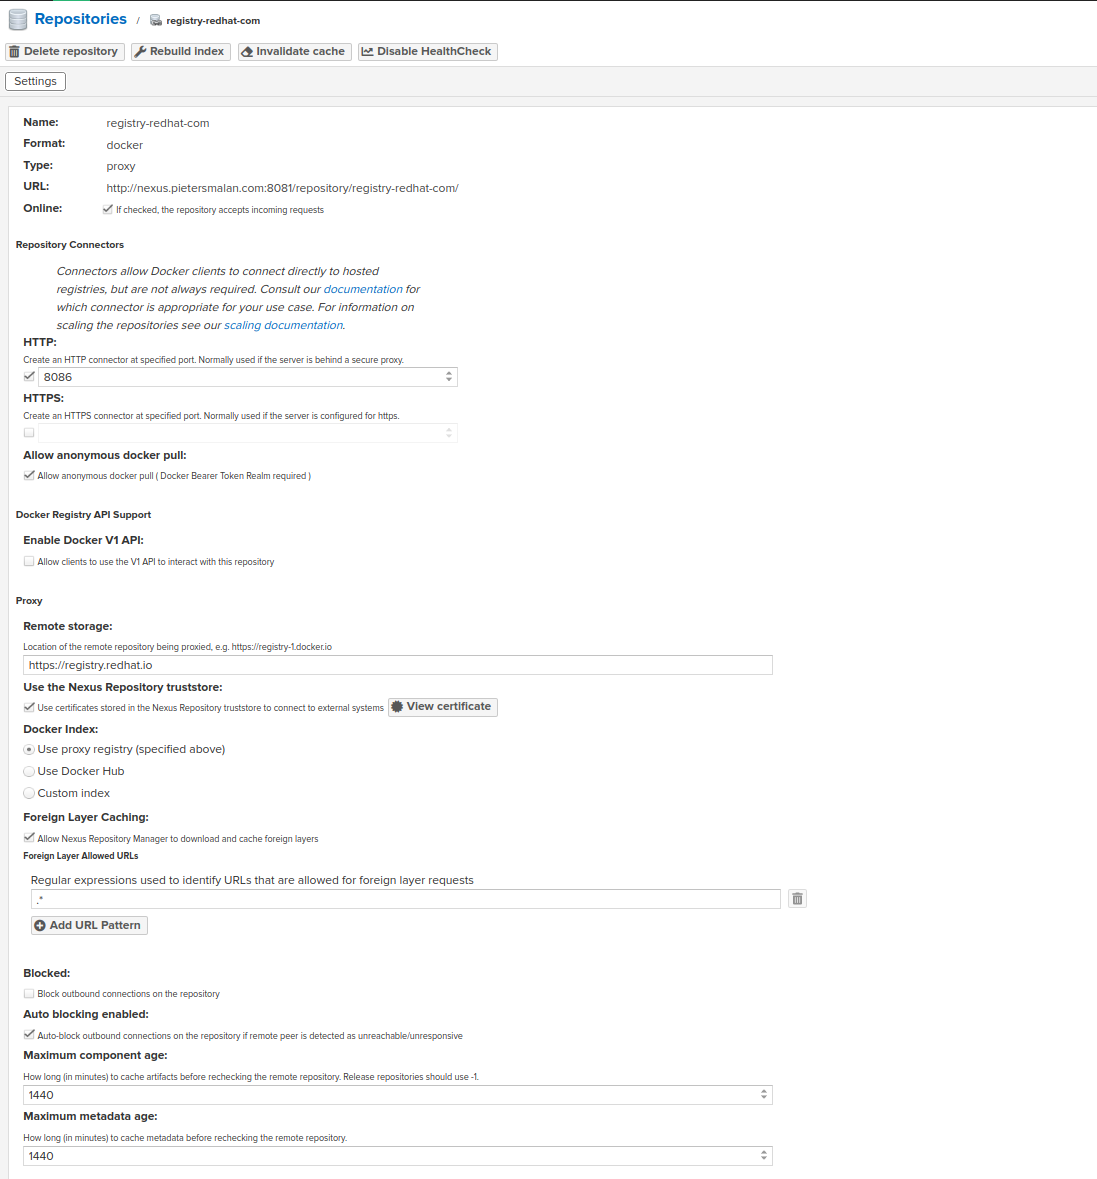 Repositories / registry-redhat-com
Delete repository Rebuild index Invalidate cache Disable HealthCheck
Settings
Name: registry-redhat-com
Format: docker
Type: proxy
URL: http://nexus.pietersmalan.com:8081/repository/registry-redhat-com/
Online: If checked, the repository accepts incoming requests
Repository Connectors
Connectors allow Docker clients to connect directly to hosted
registries, but are not always required. Consult our documentation for
which connector is appropriate for your use case. For information on
scaling the repositories see our scaling documentation.
HTTP:
Create an HTTP connector at specified port. Normally used if the server is behind a secure proxy.
8086
HTTPS:
Create an HTTPS connector at specified port. Normally used if the server is configured for https.
Allow anonymous docker pull:
Allow anonymous docker pull ( Docker Bearer Token Realm required )
Docker Registry API Support
Enable Docker V1 API:
Allow clients to use the V1 API to interact with this repository
Proxy
Remote storage:
Location of the remote repository being proxied, e.g. https://registry-1.docker.io
https://registry.redhat.io
Use the Nexus Repository truststore:
Use certificates stored in the Nexus Repository truststore to connect to external systems View certificate
Docker Index:
Use proxy registry (specified above)
Use Docker Hub
Custom index
Foreign Layer Caching:
Allow Nexus Repository Manager to download and cache foreign layers
Foreign Layer Allowed URLs
Regular expressions used to identify URLs that are allowed for foreign layer requests
.*
Add URL Pattern
Blocked:
Block outbound connections on the repository
Auto blocking enabled:
Auto-block outbound connections on the repository if remote peer is detected as unreachable/unresponsive
Maximum component age:
How long (in minutes) to cache artifacts before rechecking the remote repository. Release repositories should use -1.
1440
Maximum metadata age:
How long (in minutes) to cache metadata before rechecking the remote repository.
1440